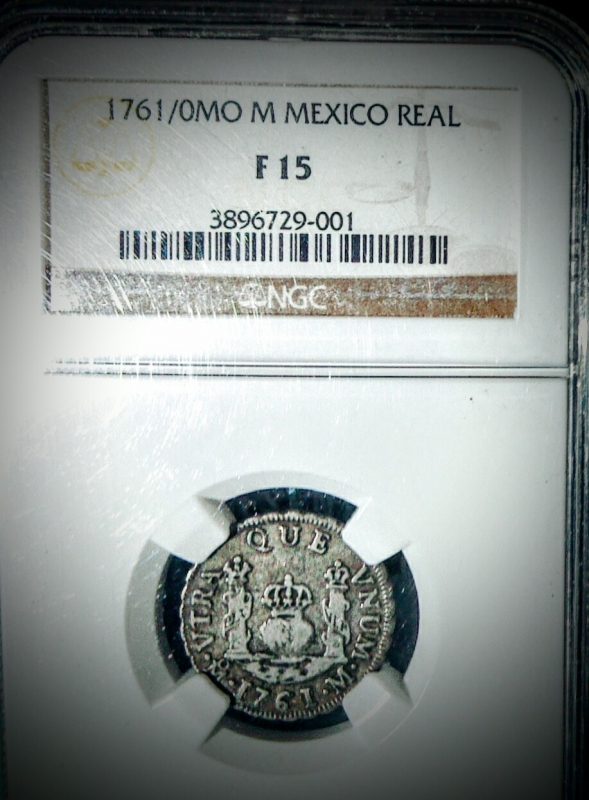 1761/0MO M MEXICO REAL
F 15
3896729-001
NGC
VTRA QUE VNUM
M 1761 M